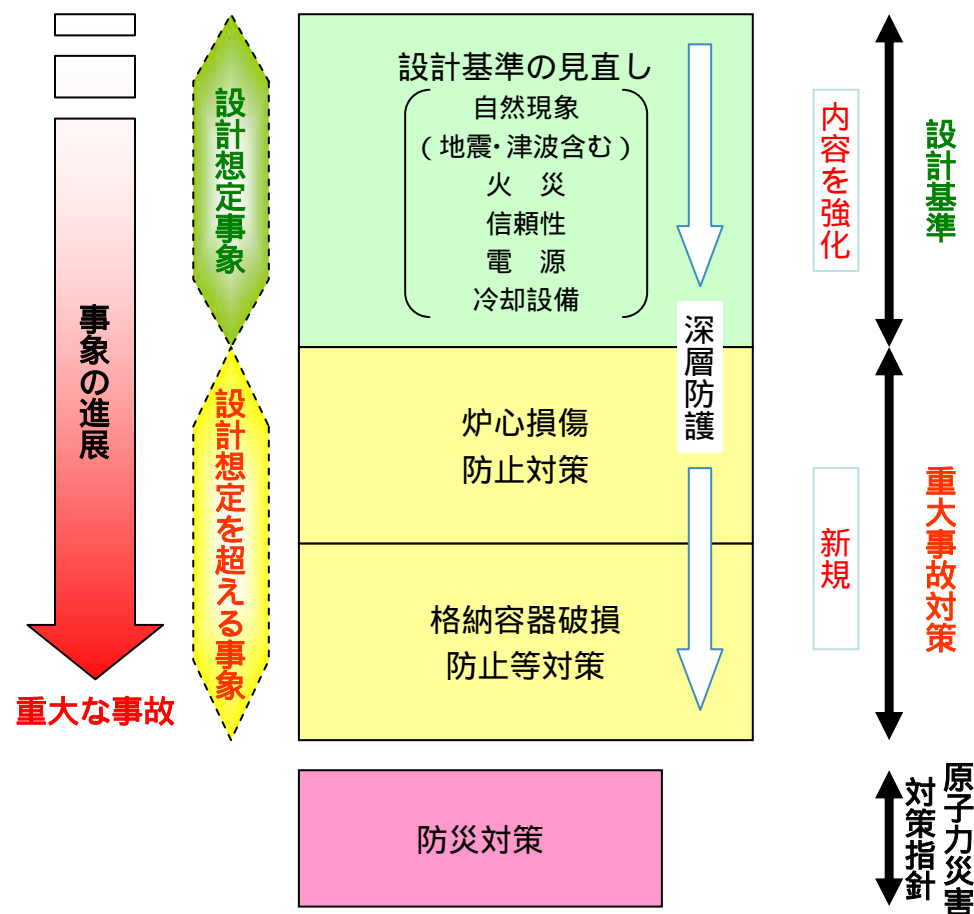 事象の進展
重大な事故
設計想定事象
設計想定を超える事象
設計基準の見直し
自然現象
(地震・津波含む)
火　災
信頼性
電　源
冷却設備
深層防護
炉心損傷
防止対策
格納容器破損
防止等対策
防災対策
内容を強化
新規
設計基準
重大事故対策
原子力災害
対策指針